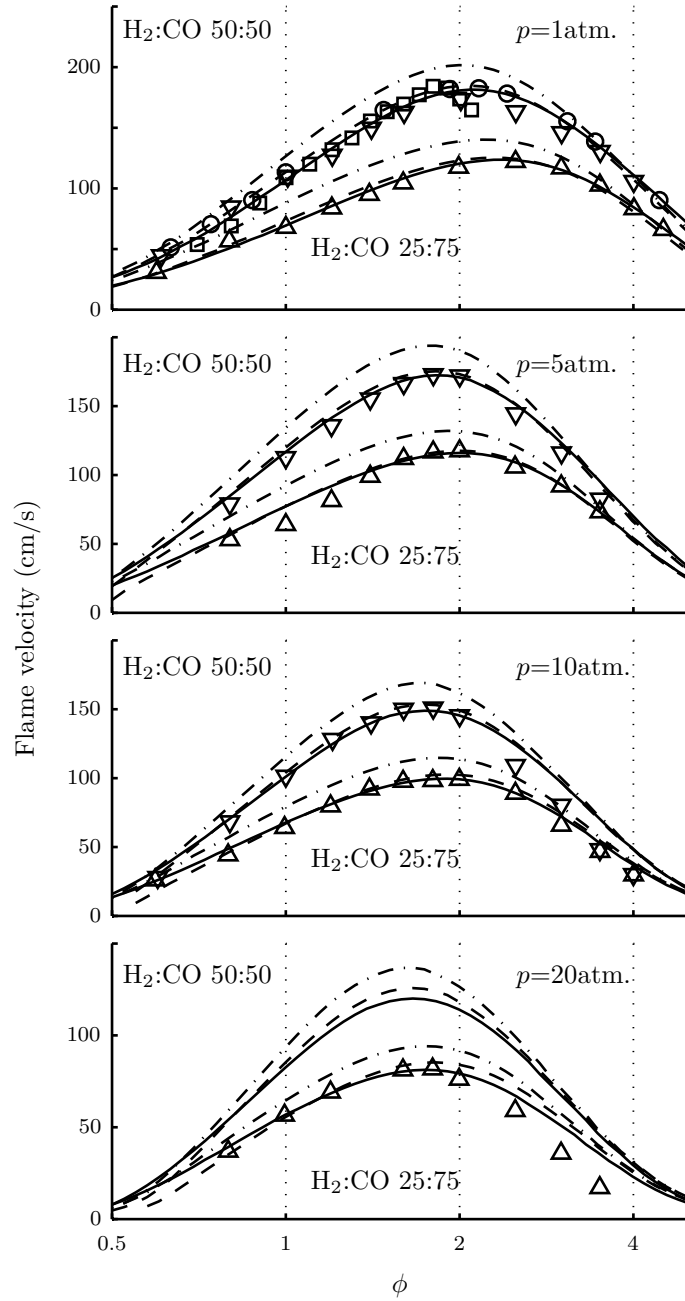 H₂:CO 50:50 p=1atm.
200
100
0
H₂:CO 25:75
H₂:CO 50:50 p=5atm.
150
100
50
0
H₂:CO 25:75
Flame velocity (cm/s)
H₂:CO 50:50 p=10atm.
150
100
50
0
H₂:CO 25:75
H₂:CO 50:50 p=20atm.
100
50
0
H₂:CO 25:75
0.5 1 2 4
ϕ